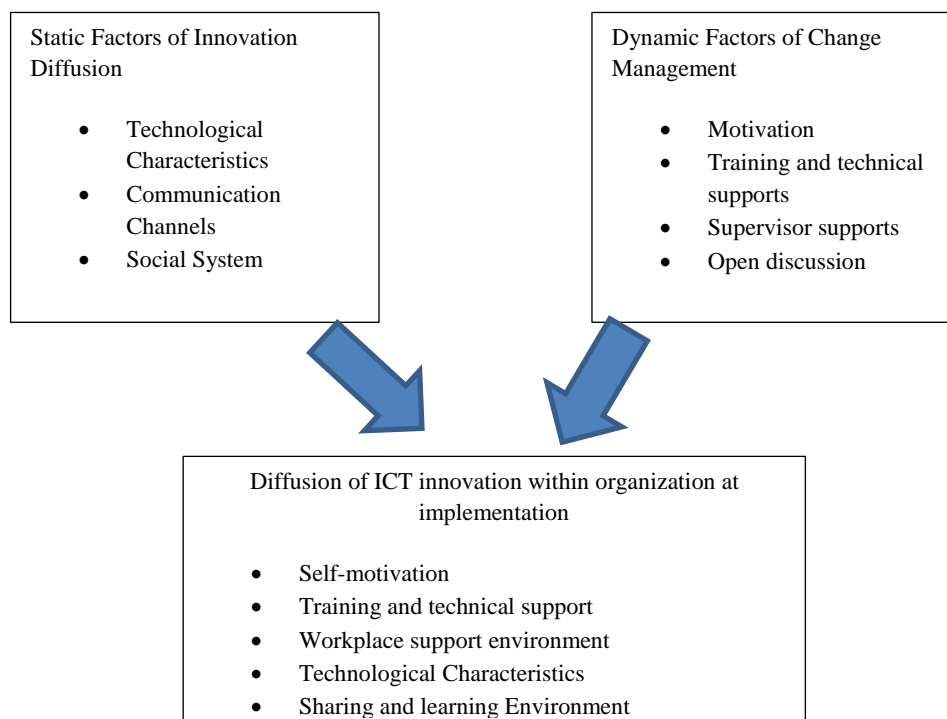 Static Factors of Innovation
Diffusion
• Technological
Characteristics
• Communication
Channels
• Social System
Dynamic Factors of Change
Management
• Motivation
• Training and technical
supports
• Supervisor supports
• Open discussion
Diffusion of ICT innovation within organization at
implementation
• Self-motivation
• Training and technical support
• Workplace support environment
• Technological Characteristics
• Sharing and learning Environment